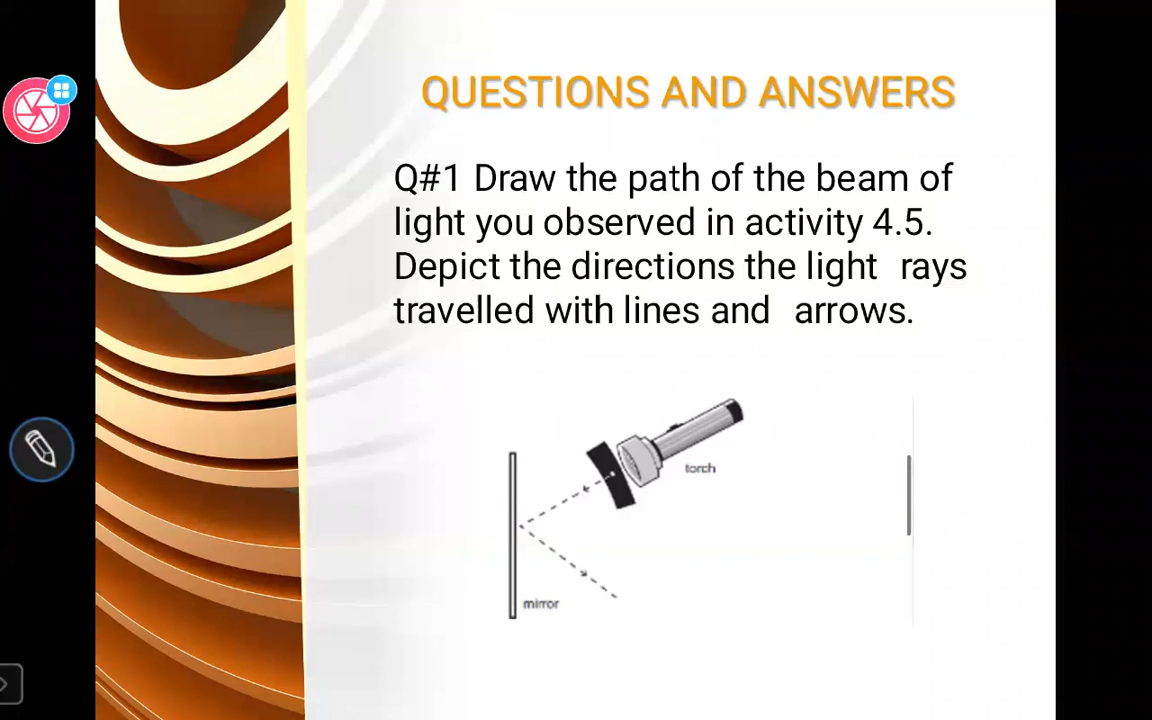 QUESTIONS AND ANSWERS
Q#1 Draw the path of the beam of
light you observed in activity 4.5.
Depict the directions the light rays
travelled with lines and arrows.
torch
mirror